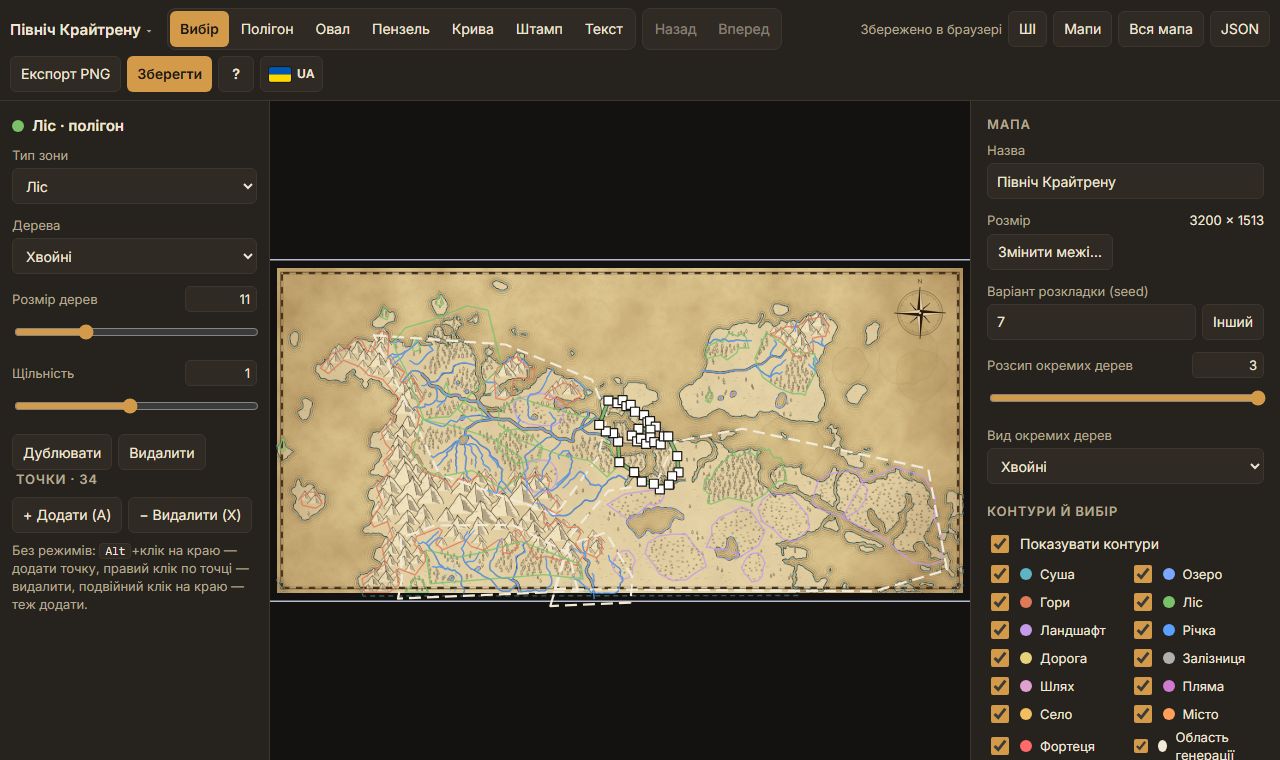 Північ Крайтрену
Вибір Полігон Овал Пензель Крива Штамп Текст
Назад Вперед
Збережено в браузері ШІ Мапи Вся мапа JSON
Експорт PNG Зберегти ? UA
Ліс · полігон
Тип зони
Ліс
Дерева
Хвойні
Розмір дерев 11
Щільність 1
Дублювати Видалити
ТОЧКИ · 34
+ Додати (A) − Видалити (X)
Без режимів: Alt+клік на краю —
додати точку, правий клік по точці —
видалити, подвійний клік на краю —
теж додати.
N
МАПА
Назва
Північ Крайтрену
Розмір 3200 × 1513
Змінити межі...
Варіант розкладки (seed)
7 Інший
Розсип окремих дерев 3
Вид окремих дерев
Хвойні
КОНТУРИ Й ВИБІР
Показувати контури
Суша Озеро
Гори Ліс
Ландшафт Річка
Дорога Залізниця
Шлях Пляма
Село Місто
Фортеця Область
генерації